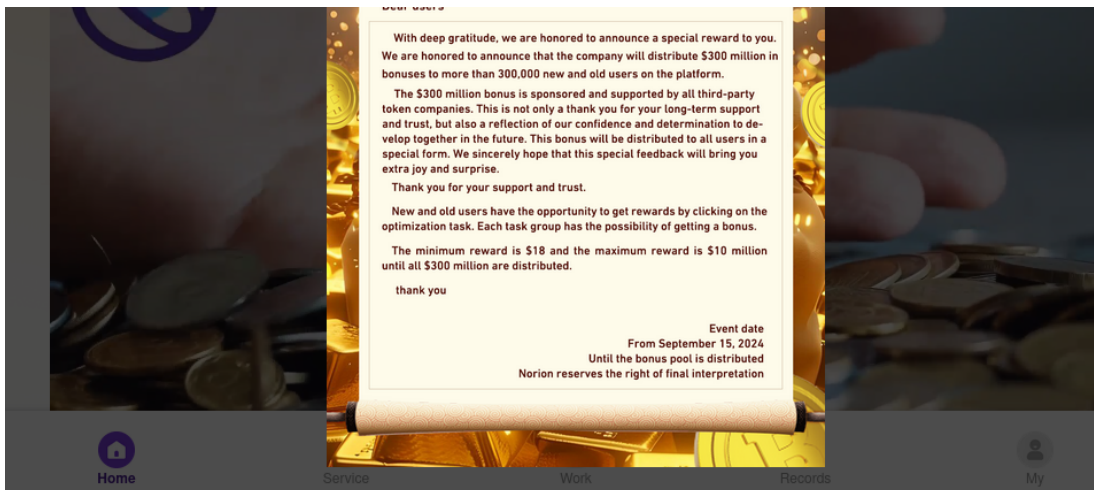 Dear users
With deep gratitude, we are honored to announce a special reward to you.
We are honored to announce that the company will distribute $300 million in
bonuses to more than 300,000 new and old users on the platform.
The $300 million bonus is sponsored and supported by all third-party
token companies. This is not only a thank you for your long-term support
and trust, but also a reflection of our confidence and determination to de-
velop together in the future. This bonus will be distributed to all users in a
special form. We sincerely hope that this special feedback will bring you
extra joy and surprise.
Thank you for your support and trust.
New and old users have the opportunity to get rewards by clicking on the
optimization task. Each task group has the possibility of getting a bonus.
The minimum reward is $18 and the maximum reward is $10 million
until all $300 million are distributed.
thank you
Event date
From September 15, 2024
Until the bonus pool is distributed
Norion reserves the right of final interpretation
Home Service Work Records My